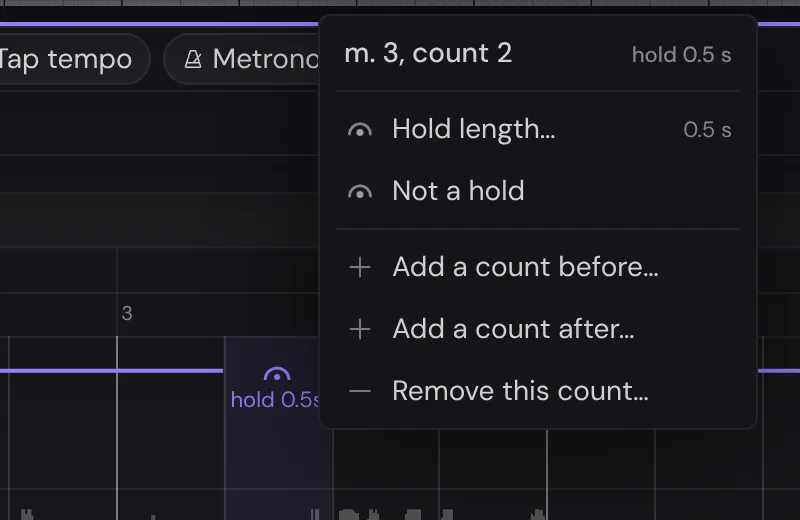 Tap tempo
Metrono
m. 3, count 2
hold 0.5 s
Hold length...
0.5 s
Not a hold
Add a count before...
Add a count after...
Remove this count...
3
hold 0.5s